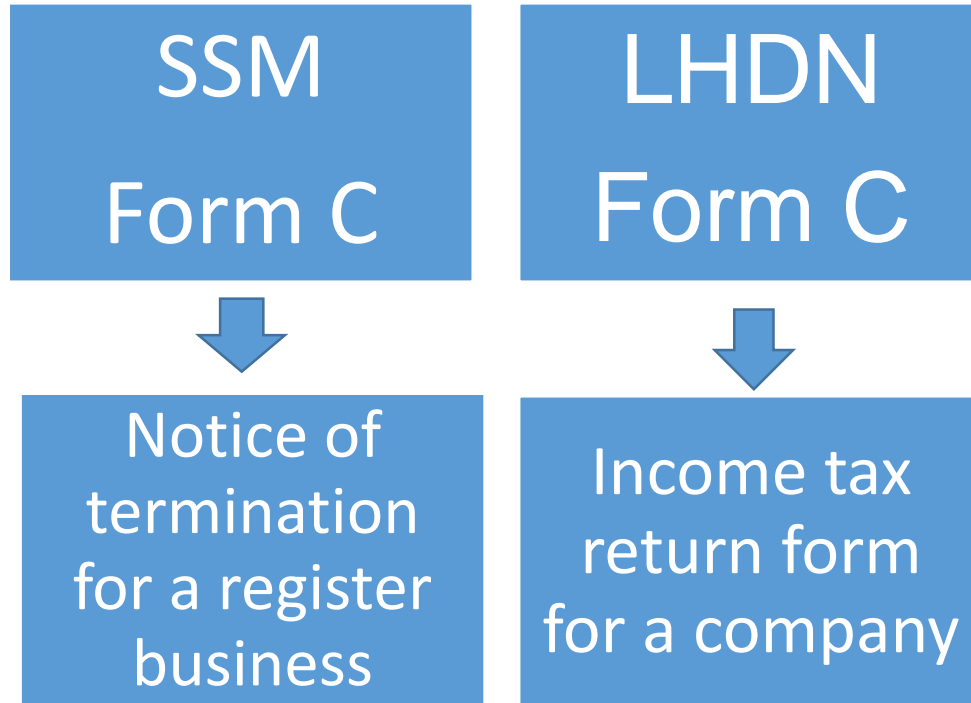 SSM
Form C
LHDN
Form C
Notice of
termination
for a register
business
Income tax
return form
for a company